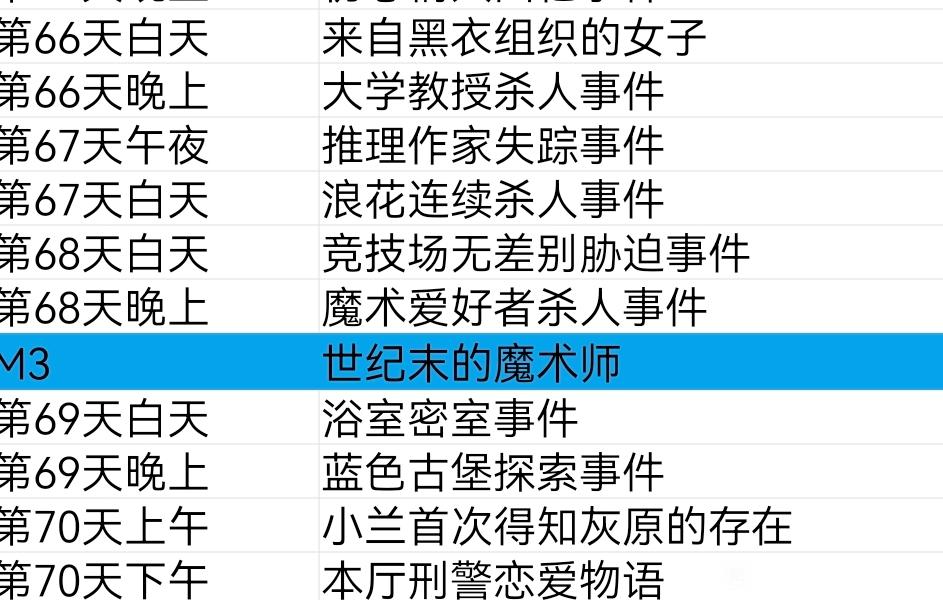 第66天白天 来自黑衣组织的女子
第66天晚上 大学教授杀人事件
第67天午夜 推理作家失踪事件
第67天白天 浪花连续杀人事件
第68天白天 竞技场无差别胁迫事件
第68天晚上 魔术爱好者杀人事件
M3 世纪末的魔术师
第69天白天 浴室密室事件
第69天晚上 蓝色古堡探索事件
第70天上午 小兰首次得知灰原的存在
第70天下午 本厅刑警恋爱物语